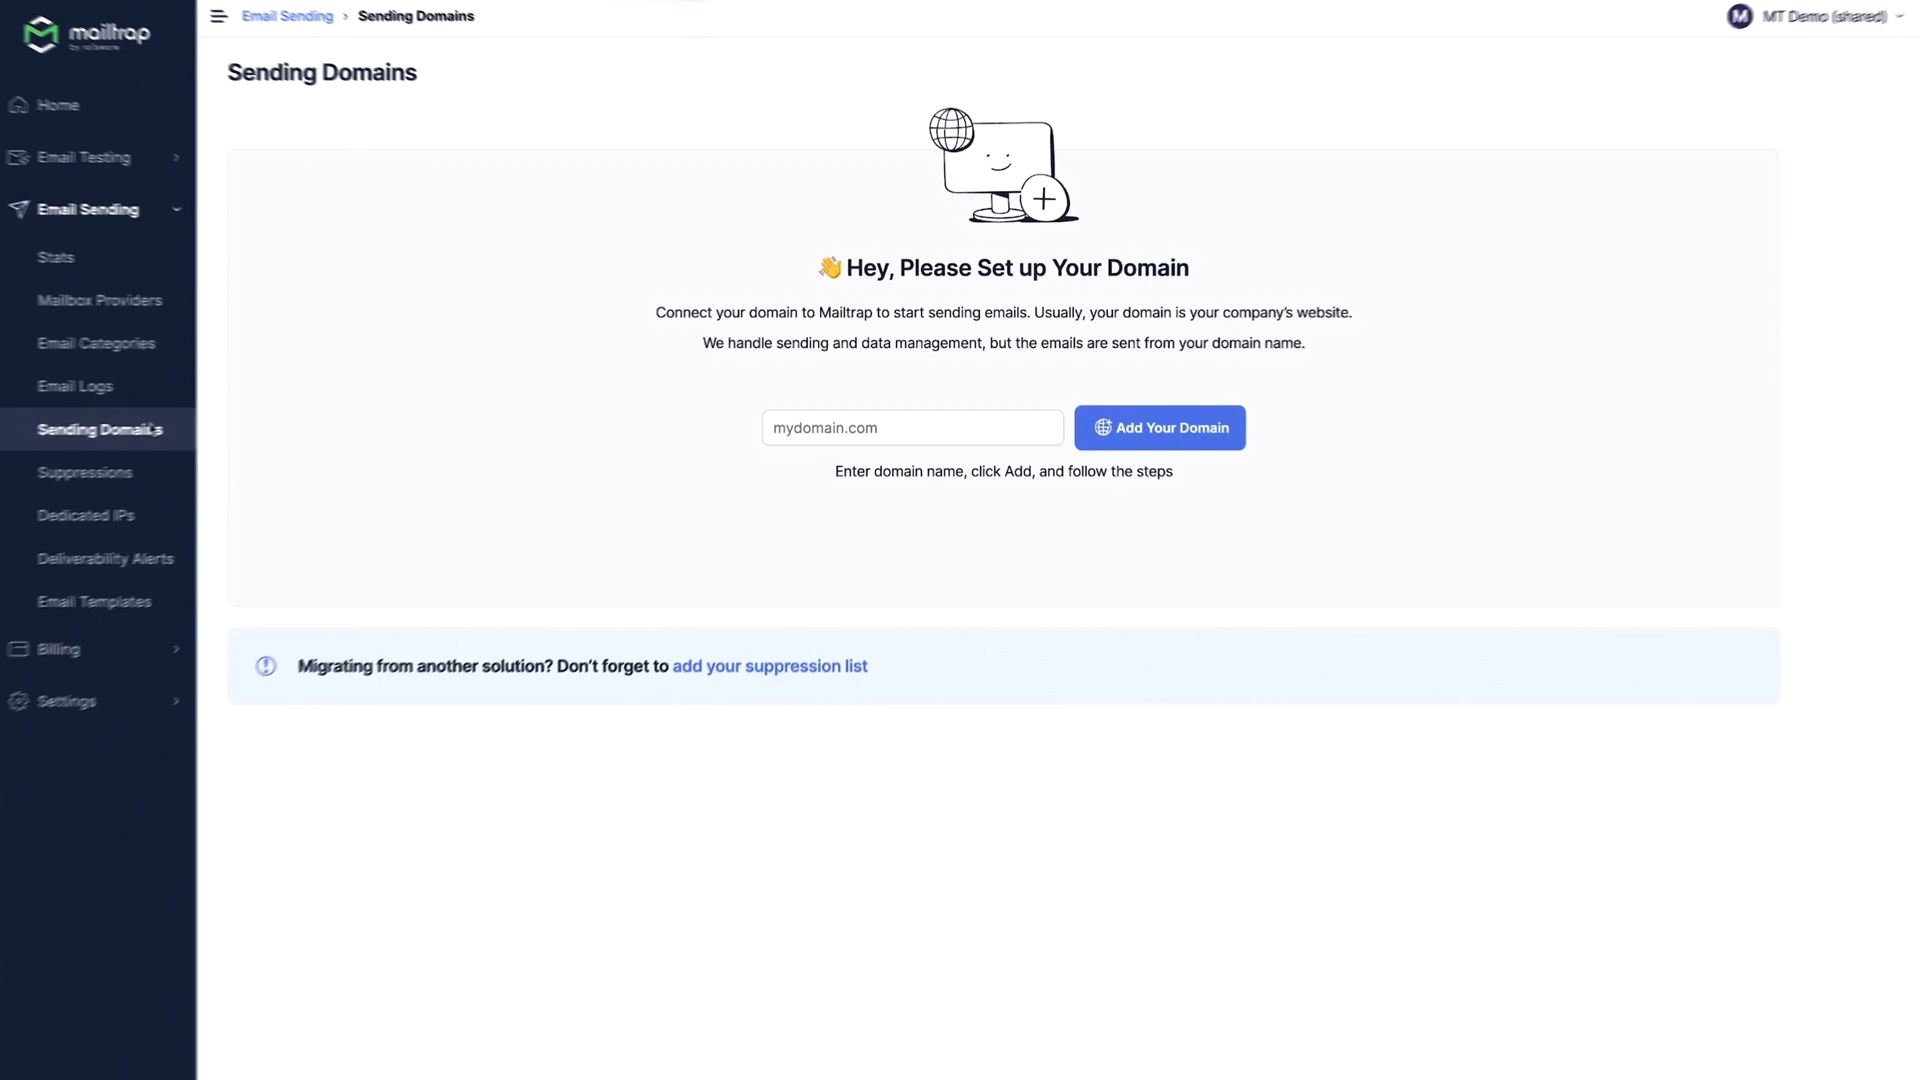 mailtrap
Email Sending › Sending Domains
M MT Demo (shared)
Sending Domains
Home
Email Testing
Email Sending
Stats
Mailbox Providers
Email Categories
Email Logs
Sending Domains
Suppressions
Dedicated IPs
Deliverability Alerts
Email Templates
Billing
Settings
👋 Hey, Please Set up Your Domain
Connect your domain to Mailtrap to start sending emails. Usually, your domain is your company’s website.
We handle sending and data management, but the emails are sent from your domain name.
mydomain.com
Add Your Domain
Enter domain name, click Add, and follow the steps
Migrating from another solution? Don’t forget to add your suppression list